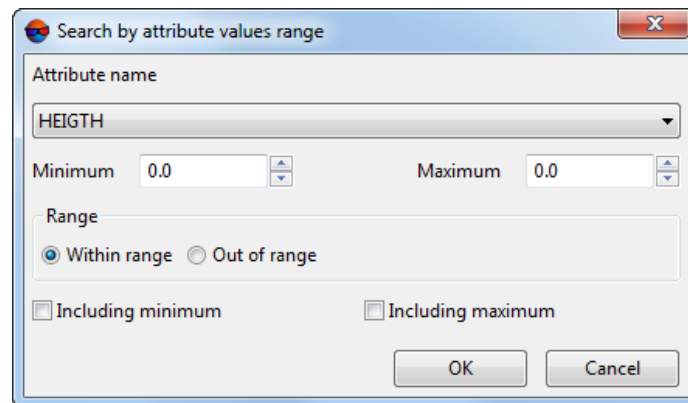 Search by attribute values range
Attribute name
HEIGTH
Minimum 0.0 Maximum 0.0
Range
Within range Out of range
Including minimum Including maximum
OK Cancel